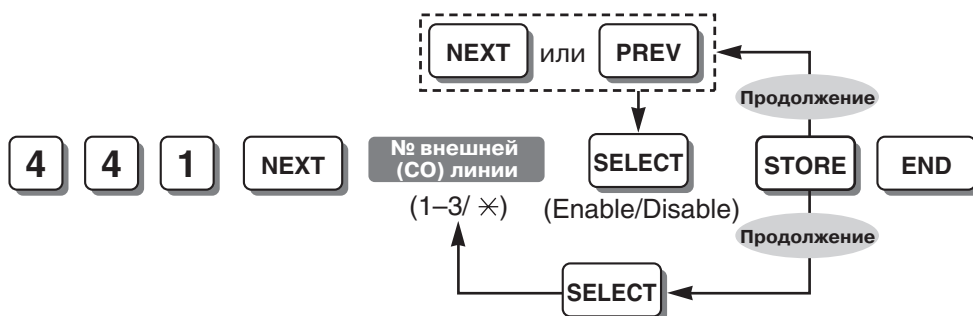 NEXT или PREV
Продолжение
4 4 1 NEXT № внешней (CO) линии SELECT STORE END
(1–3/ ✳) (Enable/Disable)
Продолжение
SELECT